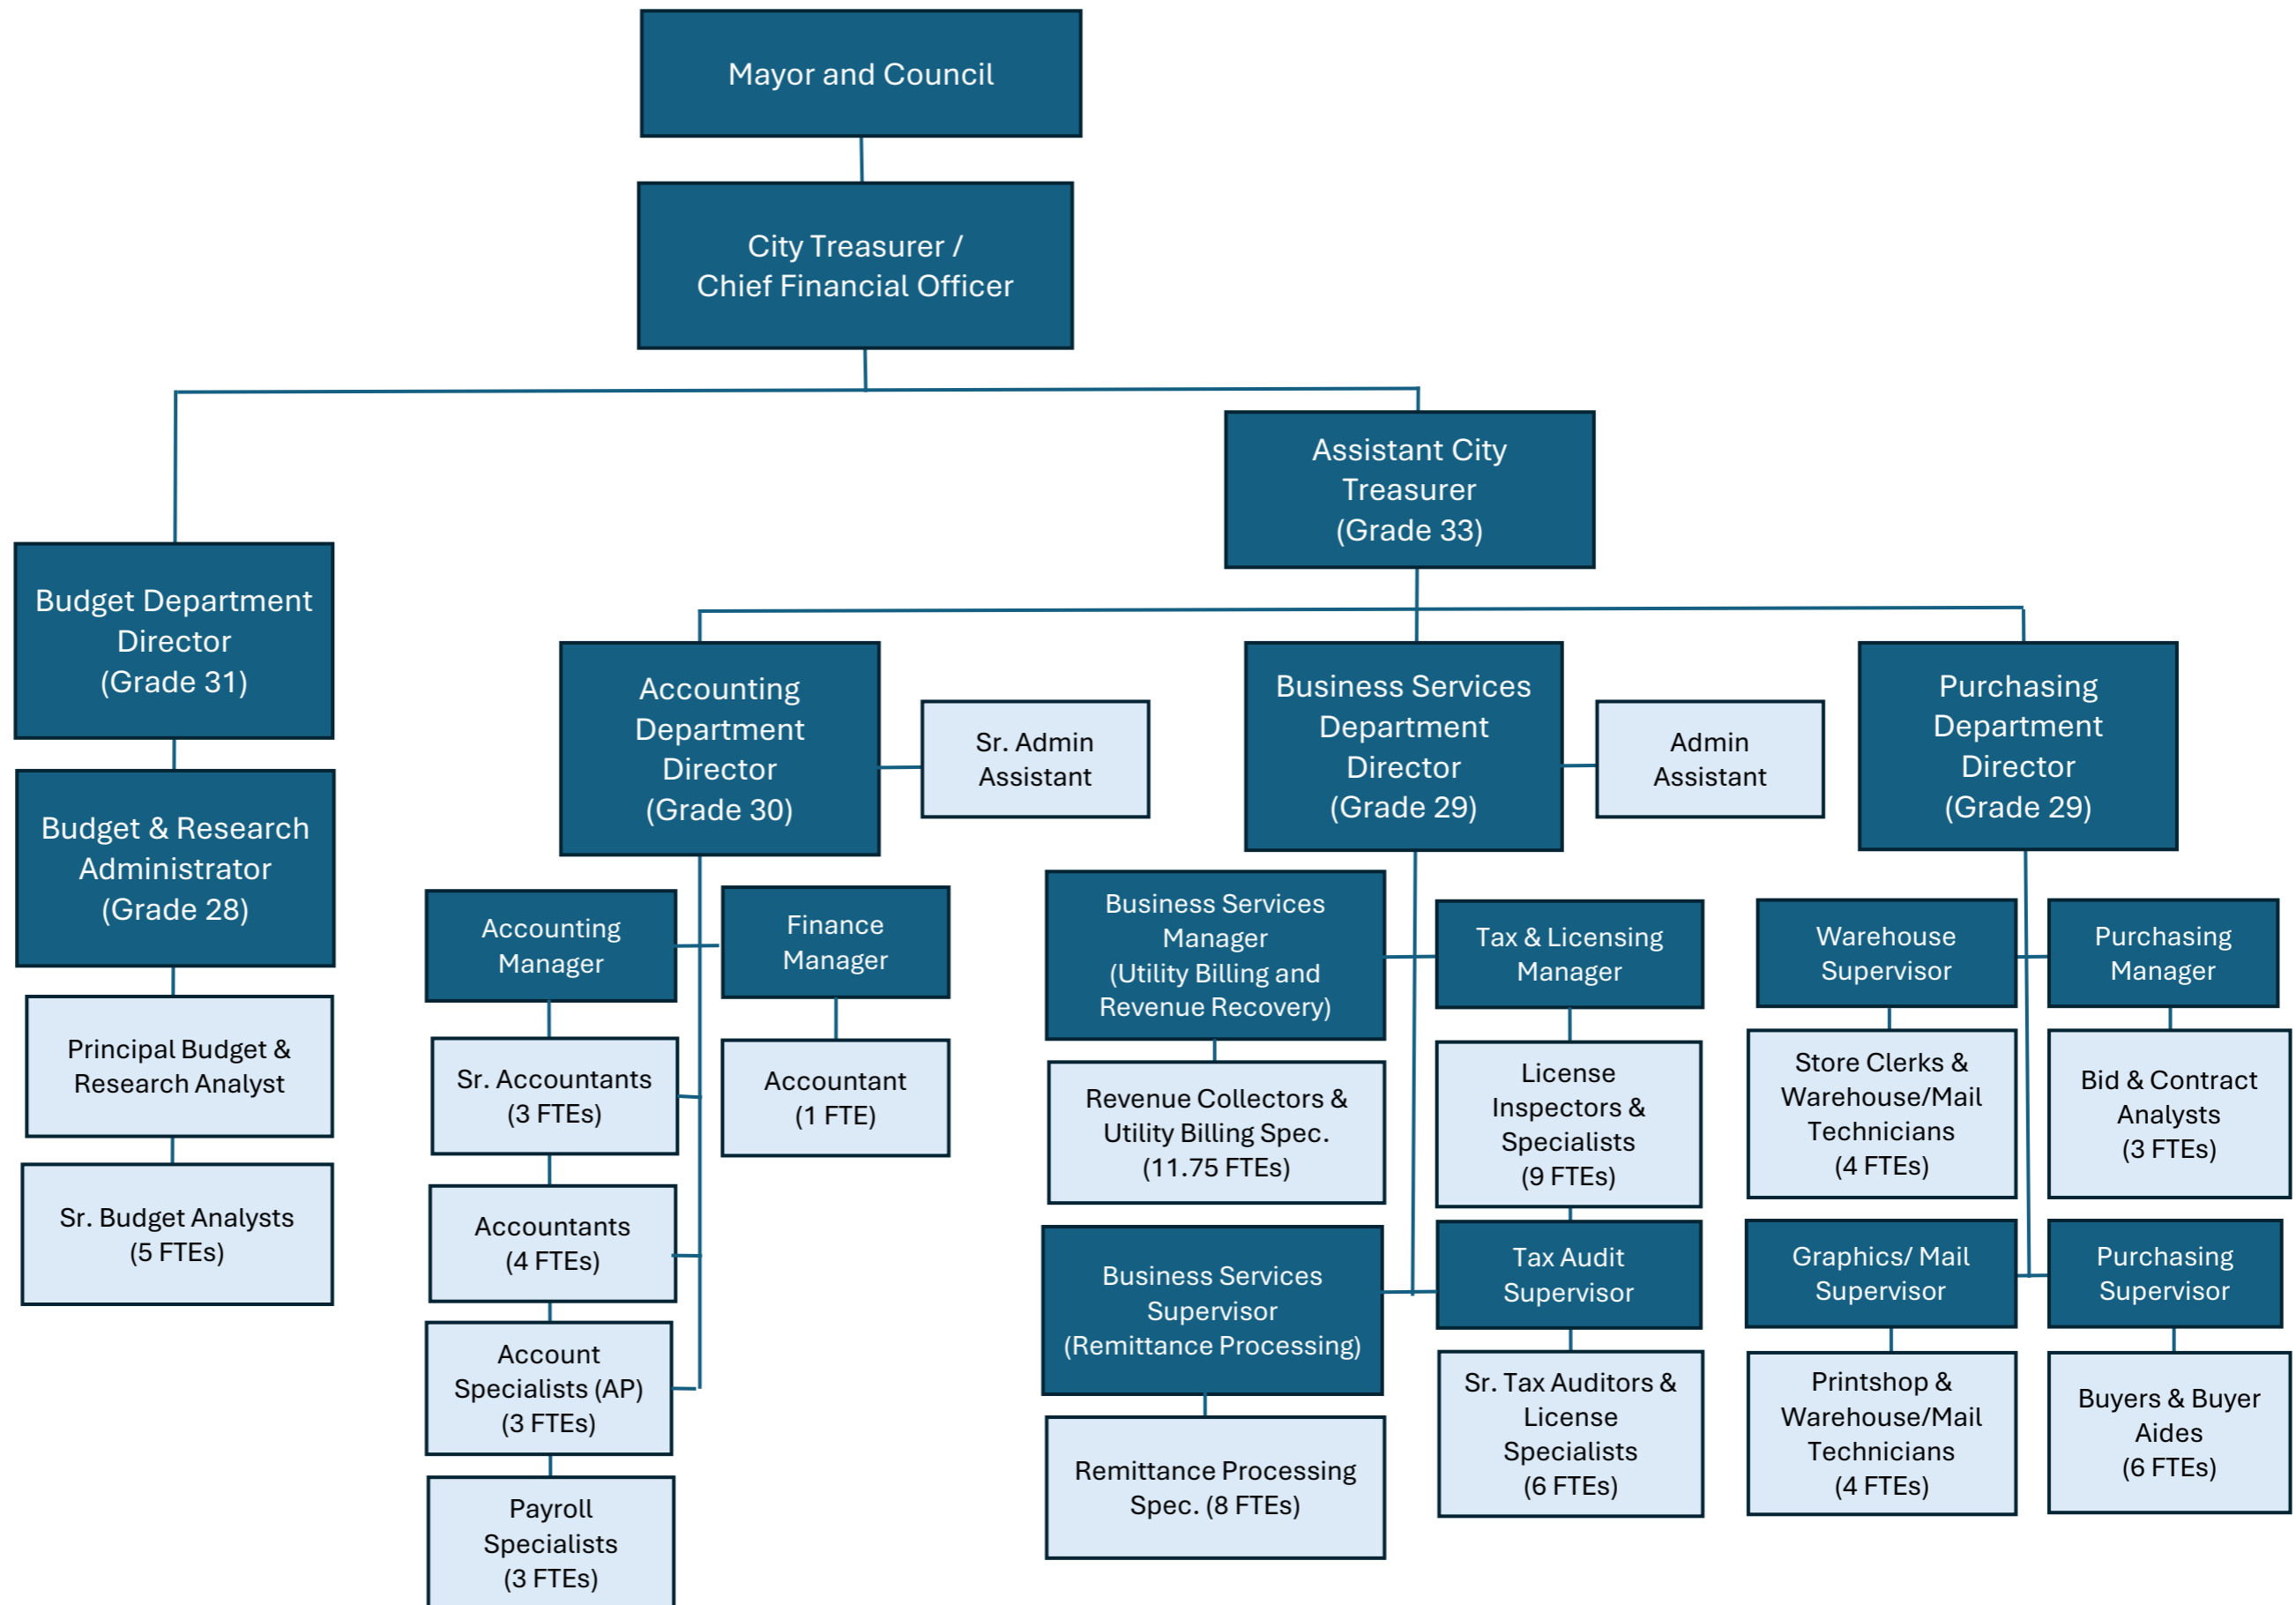 Mayor and Council
City Treasurer /
Chief Financial Officer
Assistant City
Treasurer
(Grade 33)
Budget Department
Director
(Grade 31)
Budget & Research
Administrator
(Grade 28)
Principal Budget &
Research Analyst
Sr. Budget Analysts
(5 FTEs)
Accounting
Department
Director
(Grade 30)
Sr. Admin
Assistant
Accounting
Manager
Finance
Manager
Sr. Accountants
(3 FTEs)
Accountant
(1 FTE)
Accountants
(4 FTEs)
Account
Specialists (AP)
(3 FTEs)
Payroll
Specialists
(3 FTEs)
Business Services
Department
Director
(Grade 29)
Admin
Assistant
Business Services
Manager
(Utility Billing and
Revenue Recovery)
Revenue Collectors &
Utility Billing Spec.
(11.75 FTEs)
Business Services
Supervisor
(Remittance Processing)
Remittance Processing
Spec. (8 FTEs)
Tax & Licensing
Manager
License
Inspectors &
Specialists
(9 FTEs)
Tax Audit
Supervisor
Sr. Tax Auditors &
License
Specialists
(6 FTEs)
Purchasing
Department
Director
(Grade 29)
Warehouse
Supervisor
Store Clerks &
Warehouse/Mail
Technicians
(4 FTEs)
Graphics/ Mail
Supervisor
Printshop &
Warehouse/Mail
Technicians
(4 FTEs)
Purchasing
Manager
Bid & Contract
Analysts
(3 FTEs)
Purchasing
Supervisor
Buyers & Buyer
Aides
(6 FTEs)